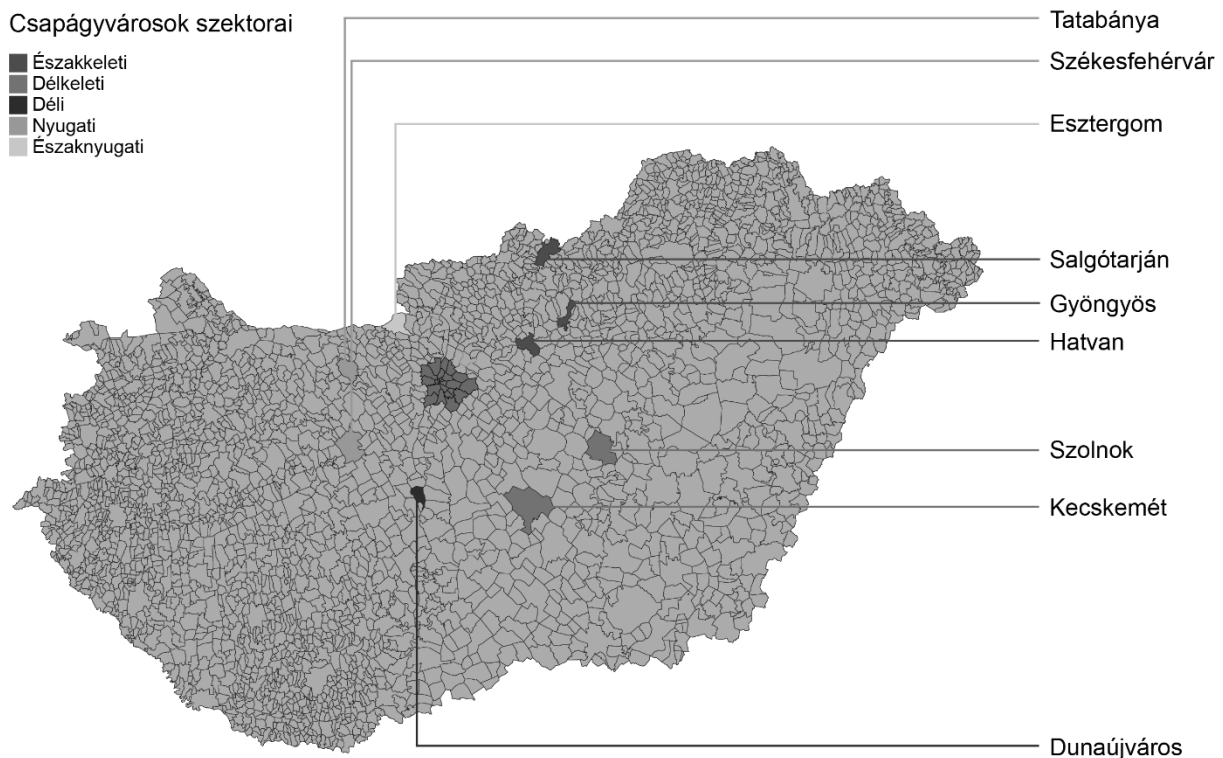 Csapágyvárosok szektorai
Északkeleti
Délkeleti
Déli
Nyugati
Északnyugati
Tatabánya
Székesfehérvár
Esztergom
Salgótarján
Gyöngyös
Hatvan
Szolnok
Kecskemét
Dunaújváros